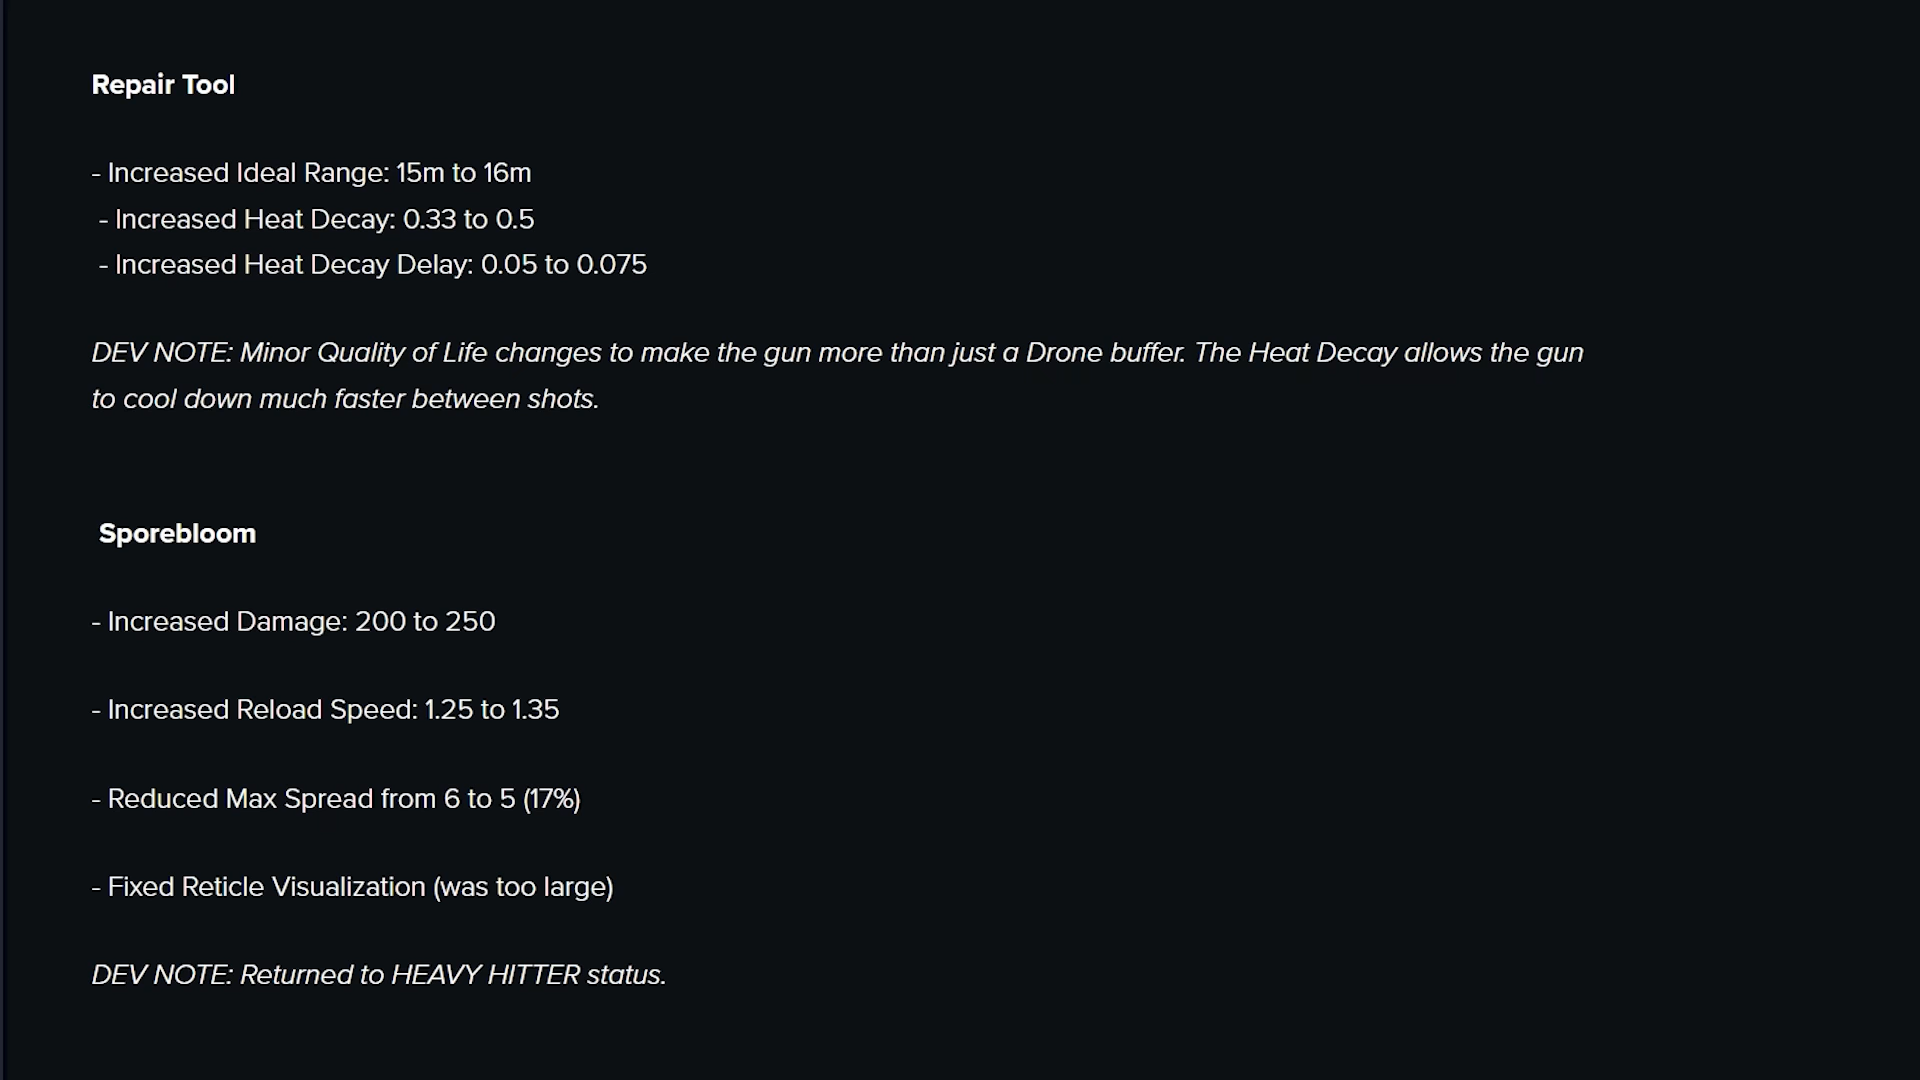 Repair Tool
- Increased Ideal Range: 15m to 16m
- Increased Heat Decay: 0.33 to 0.5
- Increased Heat Decay Delay: 0.05 to 0.075
DEV NOTE: Minor Quality of Life changes to make the gun more than just a Drone buffer. The Heat Decay allows the gun
to cool down much faster between shots.
Sporebloom
- Increased Damage: 200 to 250
- Increased Reload Speed: 1.25 to 1.35
- Reduced Max Spread from 6 to 5 (17%)
- Fixed Reticle Visualization (was too large)
DEV NOTE: Returned to HEAVY HITTER status.